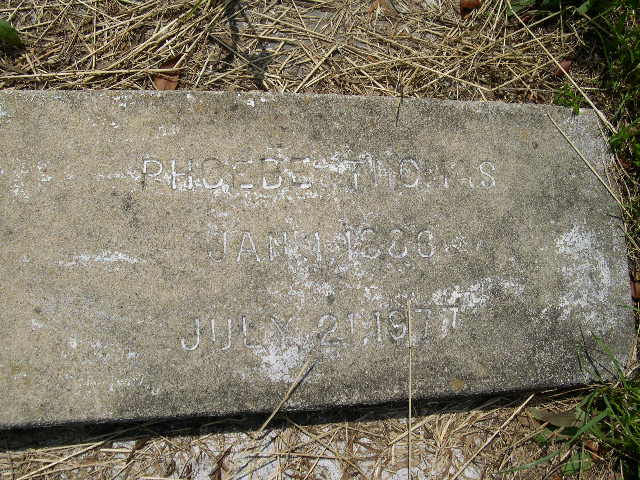 PHOEBE THOMAS
JAN. 1,
JULY 21, 1977